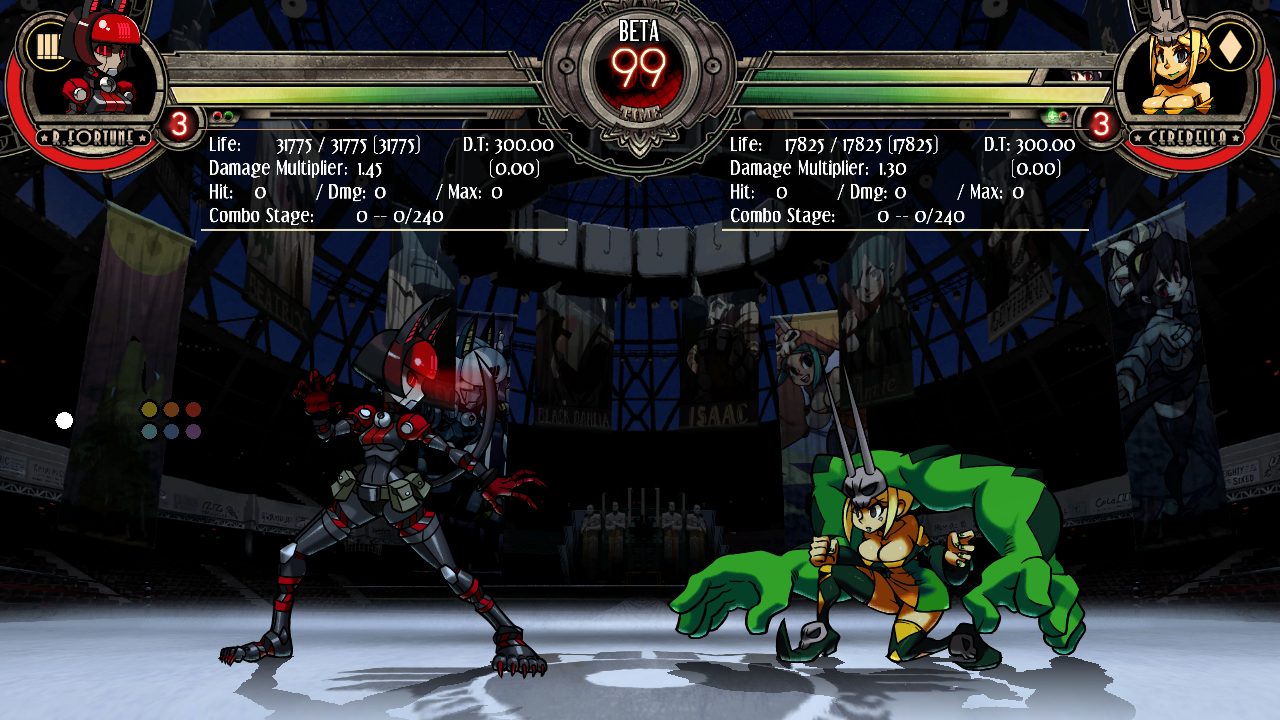 BETA
99
TIME
R.FORTUNE
3
3
CEREBELLA
Life: 31775 / 31775 (31775) D.T: 300.00
Damage Multiplier: 1.45 (0.00)
Hit: 0 / Dmg: 0 / Max: 0
Combo Stage: 0 -- 0/240
Life: 17825 / 17825 (17825) D.T: 300.00
Damage Multiplier: 1.30 (0.00)
Hit: 0 / Dmg: 0 / Max: 0
Combo Stage: 0 -- 0/240
BLACK DAHLIA
ISAAC